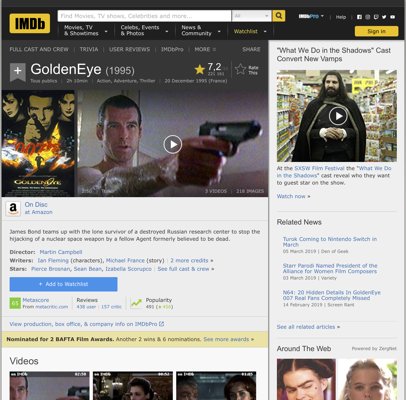 IMDb
Find Movies, TV shows, Celebrities and more...
All
IMDbPro
Help
Movies, TV & Showtimes
Celebs, Events & Photos
News & Community
Watchlist
Sign in
FULL CAST AND CREW | TRIVIA | USER REVIEWS | IMDbPro | MORE
SHARE
GoldenEye (1995)
Tous publics | 2h 10min | Action, Adventure, Thriller | 20 December 1995 (France)
7,2
Rate This
GOLDENEYE
3 VIDEOS | 218 IMAGES
On Disc
at Amazon
James Bond teams up with the lone survivor of a destroyed Russian research center to stop the
hijacking of a nuclear space weapon by a fellow Agent formerly believed to be dead.
Director: Martin Campbell
Writers: Ian Fleming (characters), Michael France (story) | 2 more credits »
Stars: Pierce Brosnan, Sean Bean, Izabella Scorupco | See full cast & crew »
+ Add to Watchlist
65
Metascore
From metacritic.com
Reviews
438 user | 157 critic
Popularity
View production, box office, & company info on IMDbPro
Nominated for 2 BAFTA Film Awards. Another 2 wins & 6 nominations. See more awards »
Videos
"What We Do in the Shadows" Cast
Convert New Vamps
At the SXSW Film Festival the "What We
Do in the Shadows" cast reveal who they
want to guest star on the show.
Watch now »
Related News
Turok Coming to Nintendo Switch in
March
05 March 2019 | Den of Geek
Starr Parodi Named President of the
Alliance for Women Film Composers
03 March 2019 | Variety
N64: 20 Hidden Details In GoldenEye
007 Real Fans Completely Missed
14 February 2019 | Screen Rant
See all related articles »
Around The Web
Powered by ZergNet